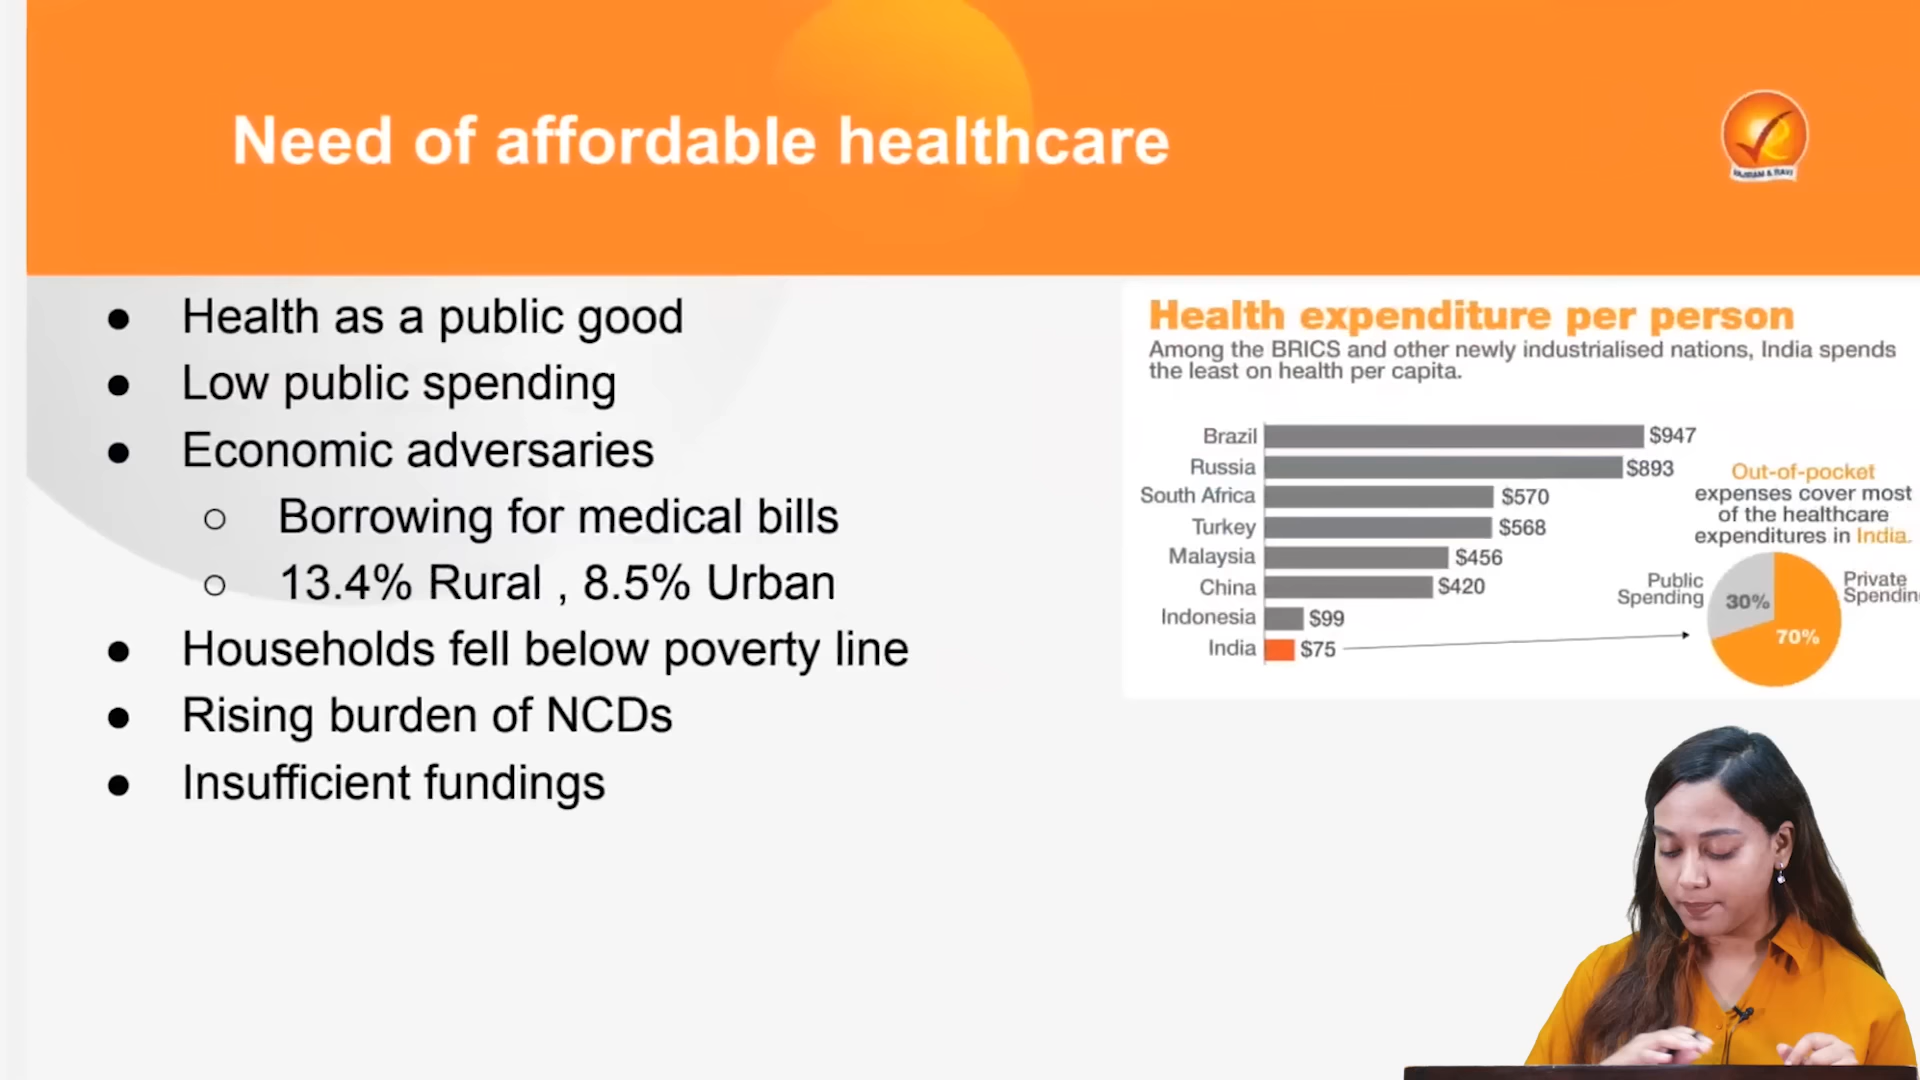 Need of affordable healthcare
VAJIRAM & RAVI
● Health as a public good
● Low public spending
● Economic adversaries
○ Borrowing for medical bills
○ 13.4% Rural , 8.5% Urban
● Households fell below poverty line
● Rising burden of NCDs
● Insufficient fundings
Health expenditure per person
Among the BRICS and other newly industrialised nations, India spends
the least on health per capita.
Brazil $947
Russia $893
South Africa $570
Turkey $568
Malaysia $456
China $420
Indonesia $99
India $75
Out-of-pocket
expenses cover most
of the healthcare
expenditures in India.
Public
Spending
30%
Private
Spendin
70%